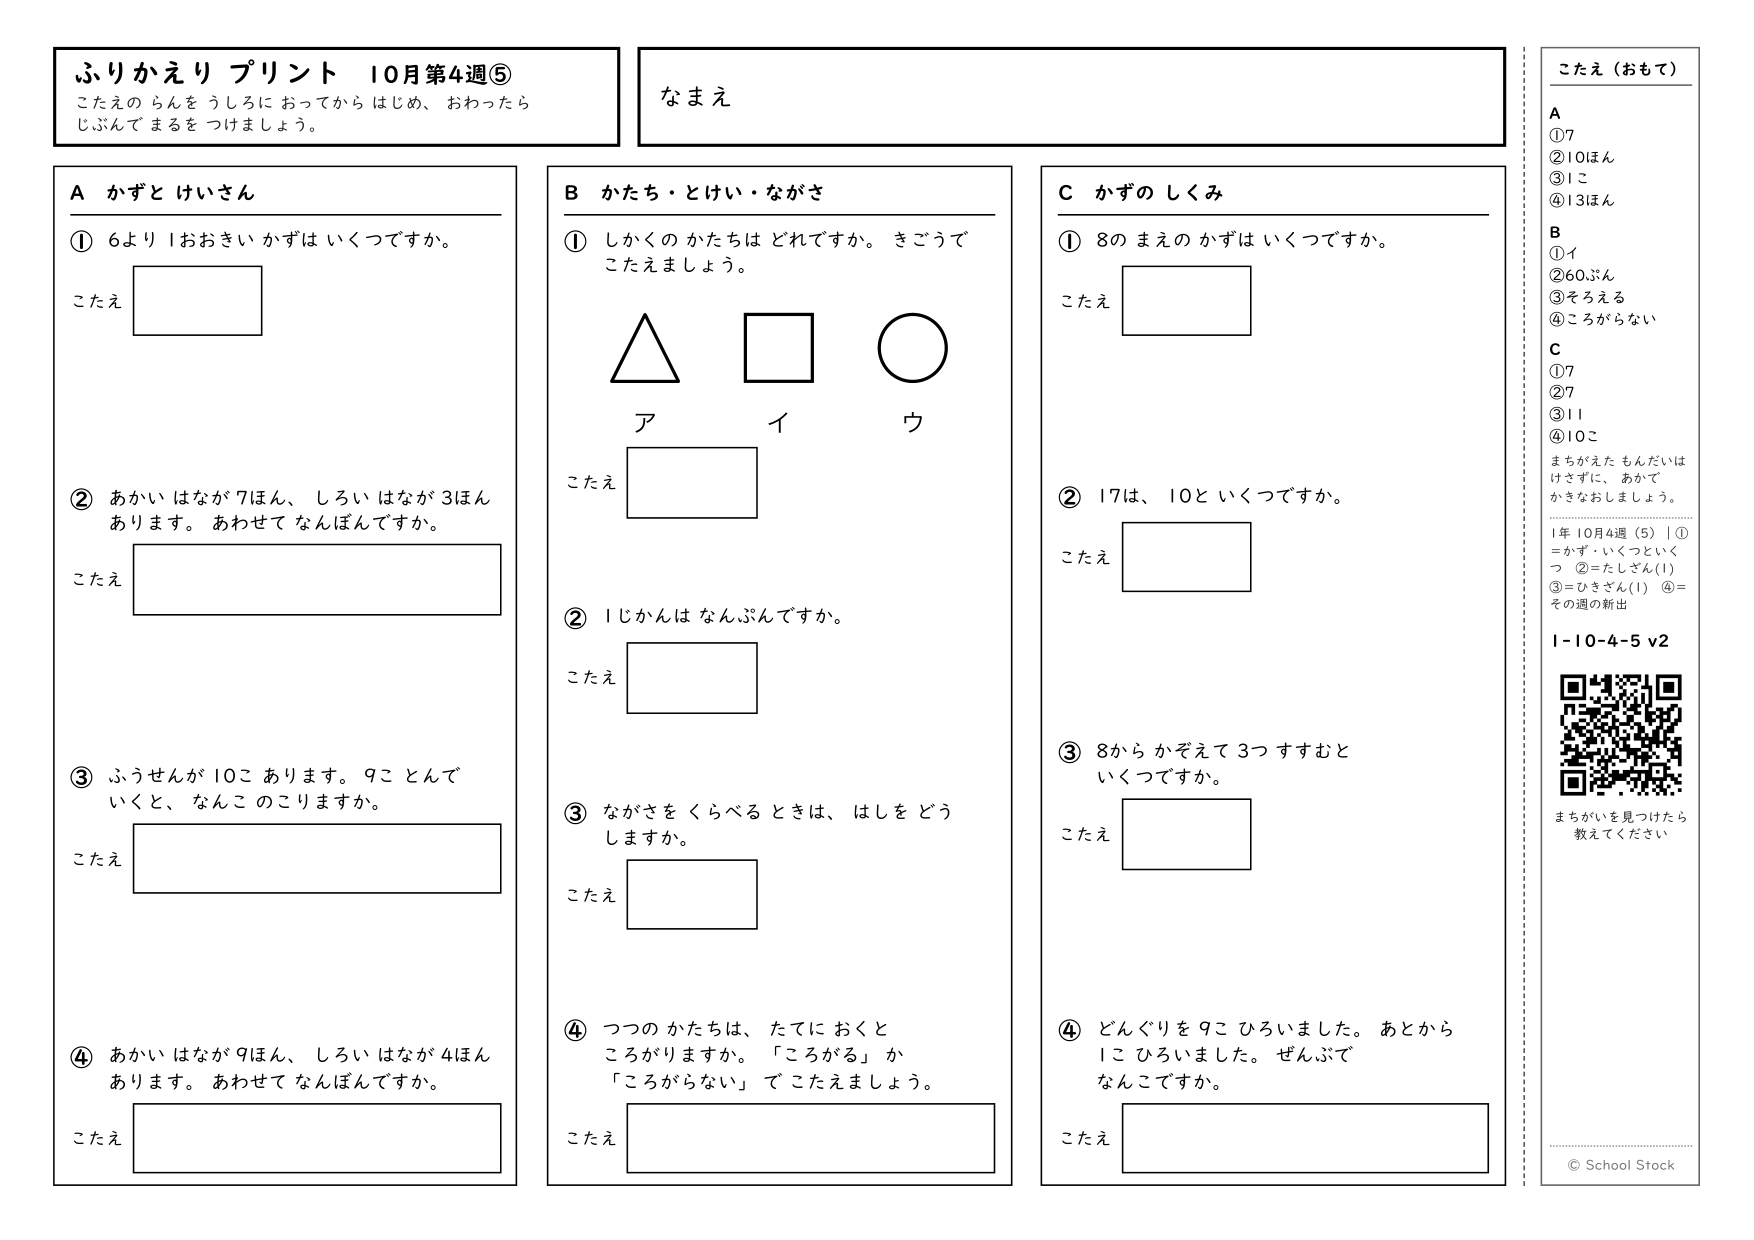 ふりかえり プリント　10月第4週⑤
こたえの らんを うしろに おってから はじめ、 おわったら
じぶんで まるを つけましょう。
なまえ
A　かずと けいさん
① 6より 1おおきい かずは いくつですか。
こたえ
② あかい はなが 7ほん、 しろい はなが 3ほん
あります。 あわせて なんぼんですか。
こたえ
③ ふうせんが 10こ あります。 9こ とんで
いくと、 なんこ のこりますか。
こたえ
④ あかい はなが 9ほん、 しろい はなが 4ほん
あります。 あわせて なんぼんですか。
こたえ
B　かたち・とけい・ながさ
① しかくの かたちは どれですか。 きごうで
こたえましょう。
ア　イ　ウ
こたえ
② 1じかんは なんぷんですか。
こたえ
③ ながさを くらべる ときは、 はしを どう
しますか。
こたえ
④ つつの かたちは、 たてに おくと
ころがりますか。 「ころがる」 か
「ころがらない」 で こたえましょう。
こたえ
C　かずの しくみ
① 8の まえの かずは いくつですか。
こたえ
② 17は、 10と いくつですか。
こたえ
③ 8から かぞえて 3つ すすむと
いくつですか。
こたえ
④ どんぐりを 9こ ひろいました。 あとから
1こ ひろいました。 ぜんぶで
なんこですか。
こたえ
こたえ（おもて）
A
①7
②10ほん
③1こ
④13ほん
B
①イ
②60ぷん
③そろえる
④ころがらない
C
①7
②7
③11
④10こ
まちがえた もんだいは
けさずに、 あかで
かきなおしましょう。
1年 10月4週（5）｜①
＝かず・いくつといく
つ　②＝たしざん(1)
③＝ひきざん(1)　④＝
その週の新出
1-10-4-5 v2
まちがいを見つけたら
教えてください
© School Stock